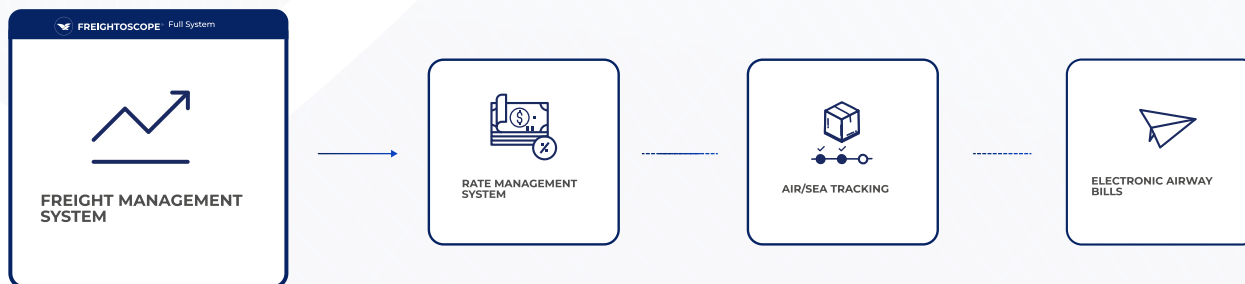 FREIGHTOSCOPE Full System
FREIGHT MANAGEMENT
SYSTEM
RATE MANAGEMENT
SYSTEM
AIR/SEA TRACKING
ELECTRONIC AIRWAY
BILLS